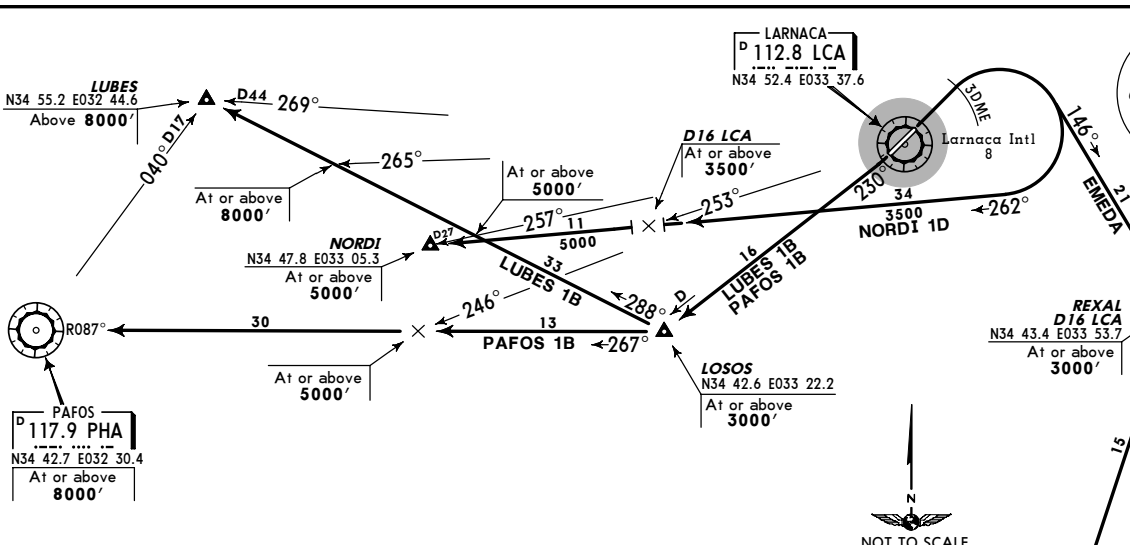 LARNACA
D 112.8 LCA
N34 52.4 E033 37.6
LUBES
N34 55.2 E032 44.6
Above 8000'
D44
269°
040°
D17
265°
At or above
8000'
At or above
5000'
D16 LCA
At or above
3500'
3DME
Larnaca Intl
8
146°
21
EMEDA
230°
34
3500
NORDI 1D
262°
253°
257°
11
5000
D27
NORDI
N34 47.8 E033 05.3
At or above
5000'
33
LUBES 1B
16
LUBES 1B
PAFOS 1B
D
288°
246°
R087°
30
13
PAFOS 1B
267°
At or above
5000'
LOSOS
N34 42.6 E033 22.2
At or above
3000'
REXAL
D16 LCA
N34 43.4 E033 53.7
At or above
3000'
PAFOS
D 117.9 PHA
N34 42.7 E032 30.4
At or above
8000'
15
N
NOT TO SCALE